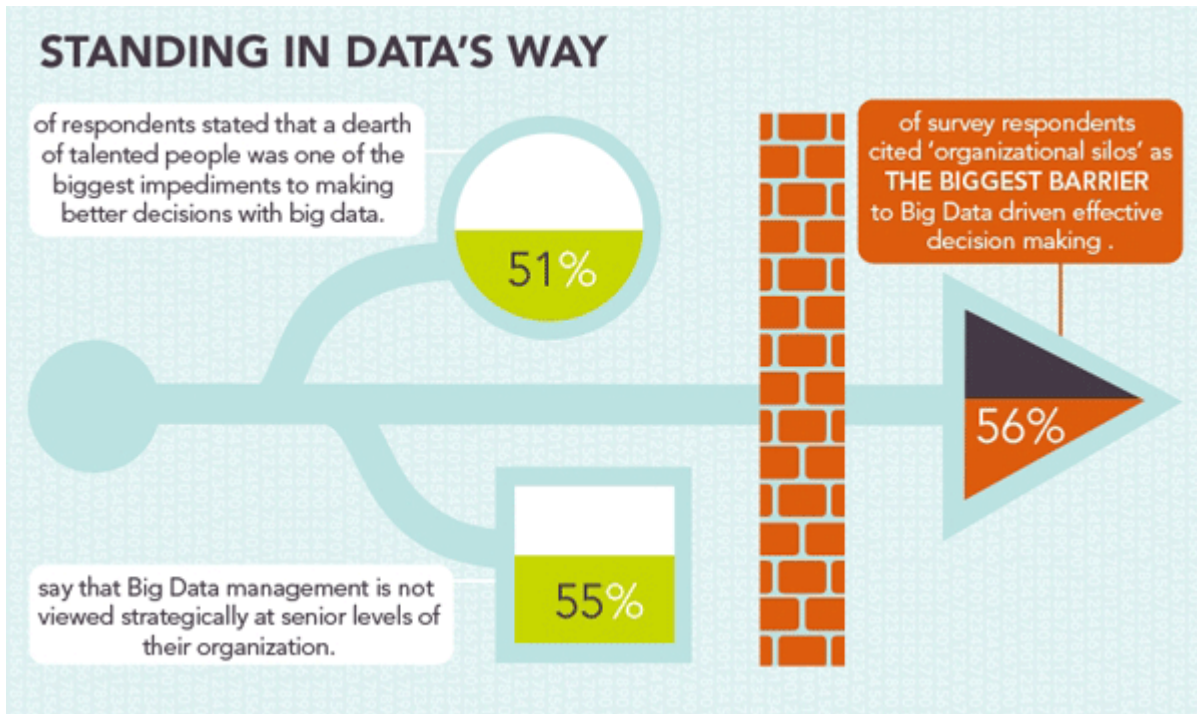 STANDING IN DATA'S WAY
of respondents stated that a dearth
of talented people was one of the
biggest impediments to making
better decisions with big data.
51%
of survey respondents
cited 'organizational silos' as
THE BIGGEST BARRIER
to Big Data driven effective
decision making .
56%
55%
say that Big Data management is not
viewed strategically at senior levels of
their organization.